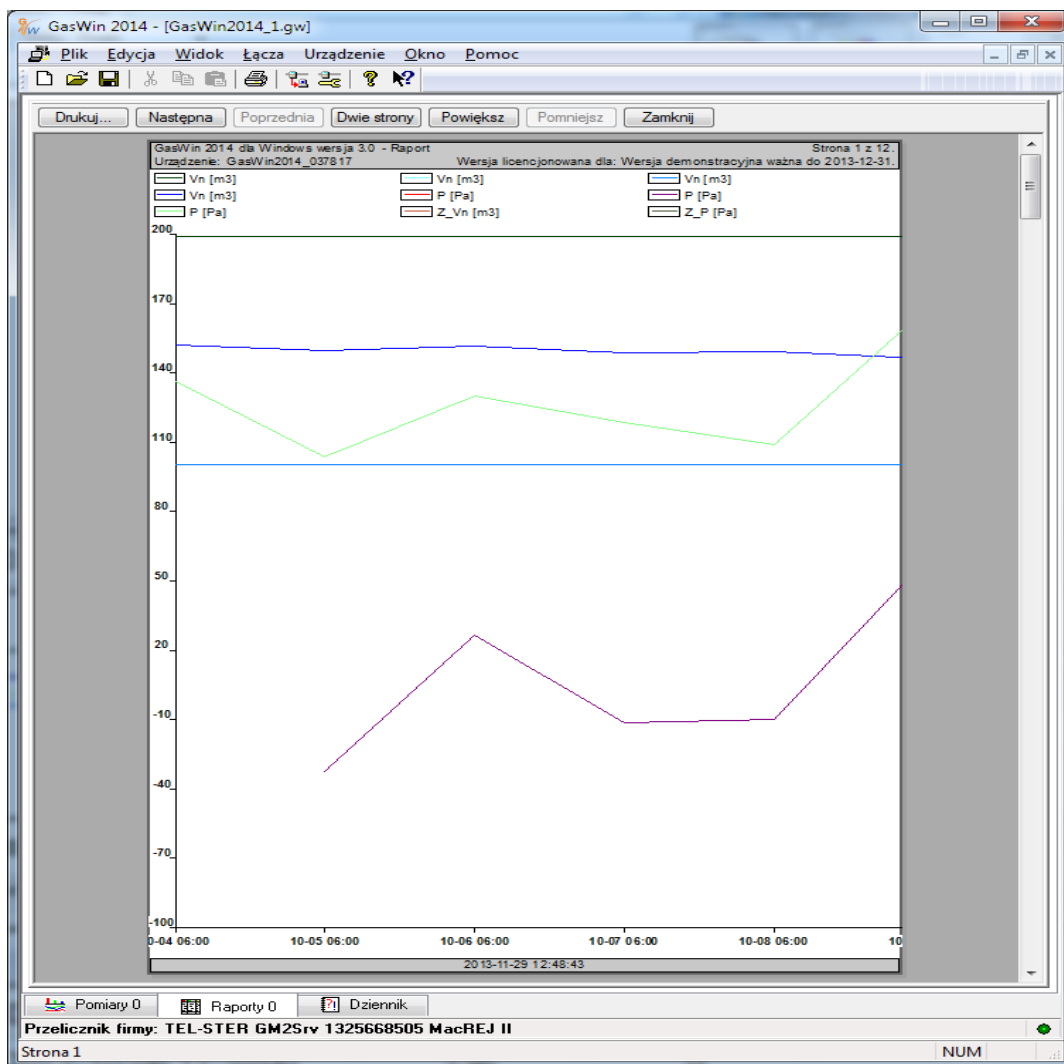 GasWin 2014 - [GasWin2014_1.gw]
Plik Edycja Widok Łącza Urządzenie Okno Pomoc
Drukuj... Następna Poprzednia Dwie strony Powiększ Pomniejsz Zamknij
GasWin 2014 dla Windows wersja 3.0 - Raport Strona 1 z 12.
Urządzenie: GasWin2014_037817 Wersja licencjonowana dla: Wersja demonstracyjna ważna do 2013-12-31.
Vn [m3] Vn [m3] Vn [m3]
Vn [m3] P [Pa] P [Pa]
P [Pa] Z_Vn [m3] Z_P [Pa]
200
170
140
110
80
50
20
-10
-40
-70
-100
0-04 06:00 10-05 06:00 10-06 06:00 10-07 06:00 10-08 06:00 10
2013-11-29 12:48:43
Pomiary 0 Raporty 0 Dziennik
Przelicznik firmy: TEL-STER GM2Srv 1325668505 MacREJ II
Strona 1 NUM